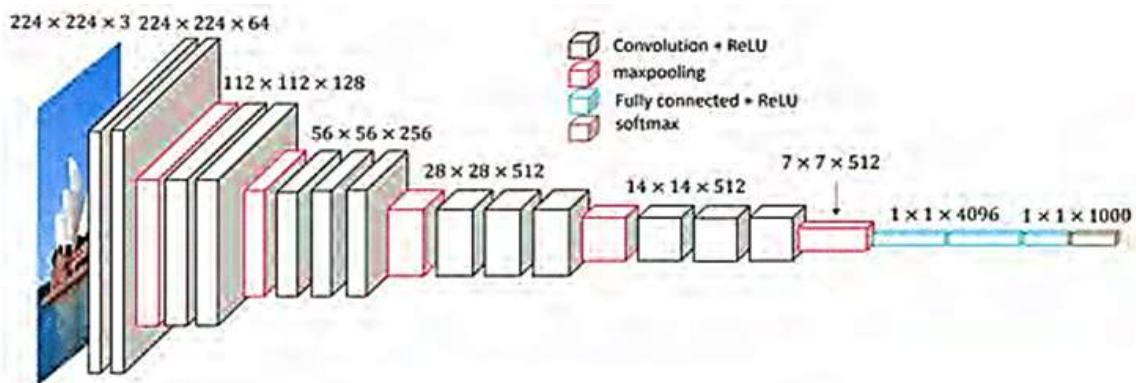 224 × 224 × 3 224 × 224 × 64
112 × 112 × 128
56 × 56 × 256
28 × 28 × 512
14 × 14 × 512
7 × 7 × 512
1 × 1 × 4096 1 × 1 × 1000
Convolution + ReLU
maxpooling
Fully connected + ReLU
softmax